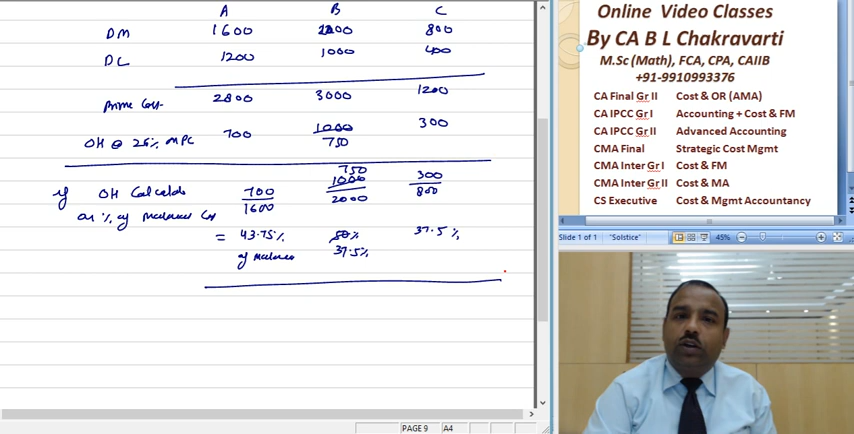 A B C
DM 1600 2000 800
DL 1200 1000 400
Prime Cost 2800 3000 1200
OH @ 25% 700 1000 300
750
if OH 750
700 1000 300
1600 2000 800
on % of Cost
= 43.75% 50% 37.5%
of 37.5%
PAGE 9 A4
Online Video Classes
By CA B L Chakravarti
M.Sc (Math), FCA, CPA, CAIIB
+91-9910993376
CA Final Gr II Cost & OR (AMA)
CA IPCC Gr I Accounting + Cost & FM
CA IPCC Gr II Advanced Accounting
CMA Final Strategic Cost Mgmt
CMA Inter Gr I Cost & FM
CMA Inter Gr II Cost & MA
CS Executive Cost & Mgmt Accountancy
Slide 1 of 1 "Solstice" 45%